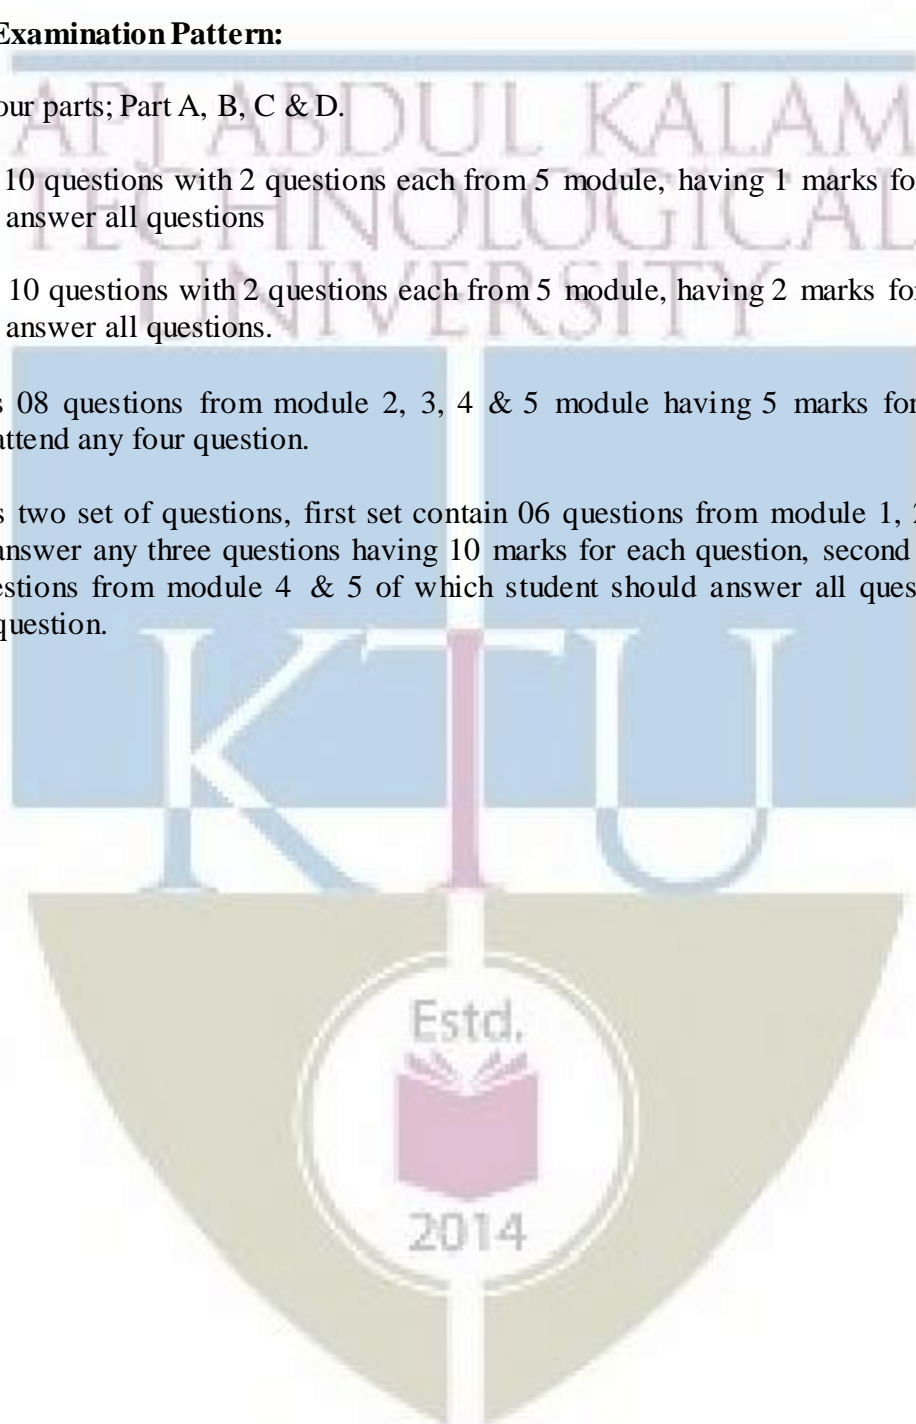 Examination Pattern:
our parts; Part A, B, C & D.
APJ ABDUL KALAM
10 questions with 2 questions each from 5 module, having 1 marks fo
TECHNOLOGICAL
answer all questions
UNIVERSITY
10 questions with 2 questions each from 5 module, having 2 marks fo
answer all questions.
s 08 questions from module 2, 3, 4 & 5 module having 5 marks for
attend any four question.
s two set of questions, first set contain 06 questions from module 1, 2
answer any three questions having 10 marks for each question, second
estions from module 4 & 5 of which student should answer all ques
question.
KTU
Estd.
2014